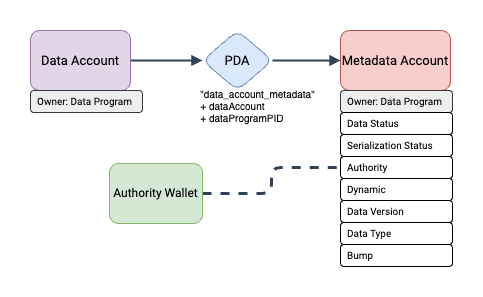 Data Account
PDA
Metadata Account
Owner: Data Program
"data_account_metadata"
+ dataAccount
+ dataProgramPID
Owner: Data Program
Data Status
Serialization Status
Authority
Authority Wallet
Dynamic
Data Version
Data Type
Bump